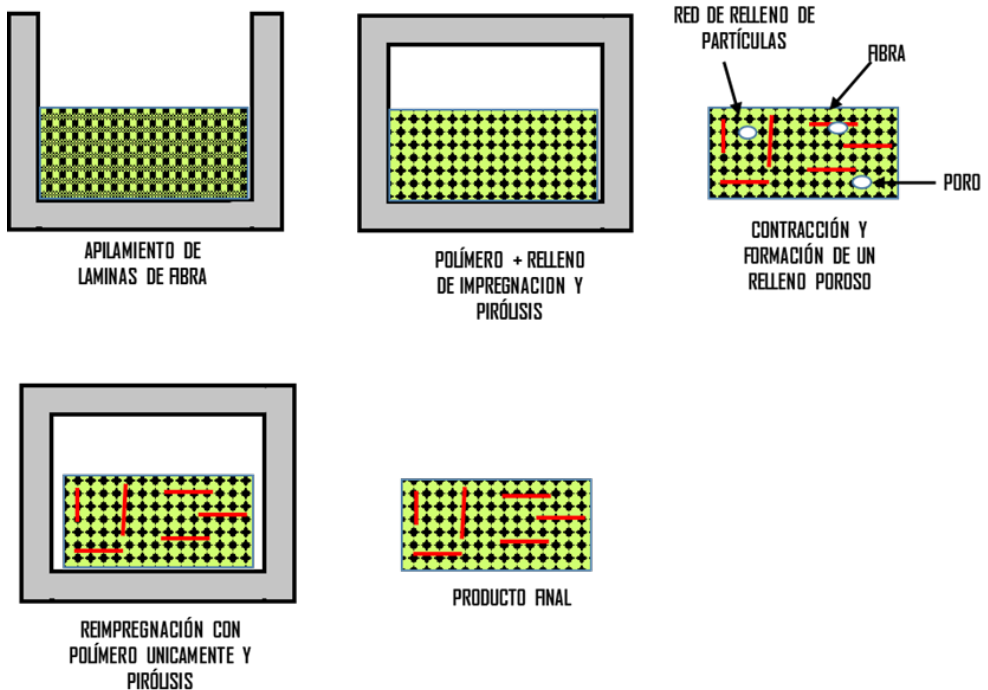 APILAMIENTO DE
LAMINAS DE FIBRA
POLÍMERO + RELLENO
DE IMPREGNACION Y
PIRÓLISIS
RED DE RELLENO DE
PARTÍCULAS
FIBRA
PORO
CONTRACCIÓN Y
FORMACIÓN DE UN
RELLENO POROSO
REIMPREGNACIÓN CON
POLÍMERO UNICAMENTE Y
PIRÓLISIS
PRODUCTO FINAL